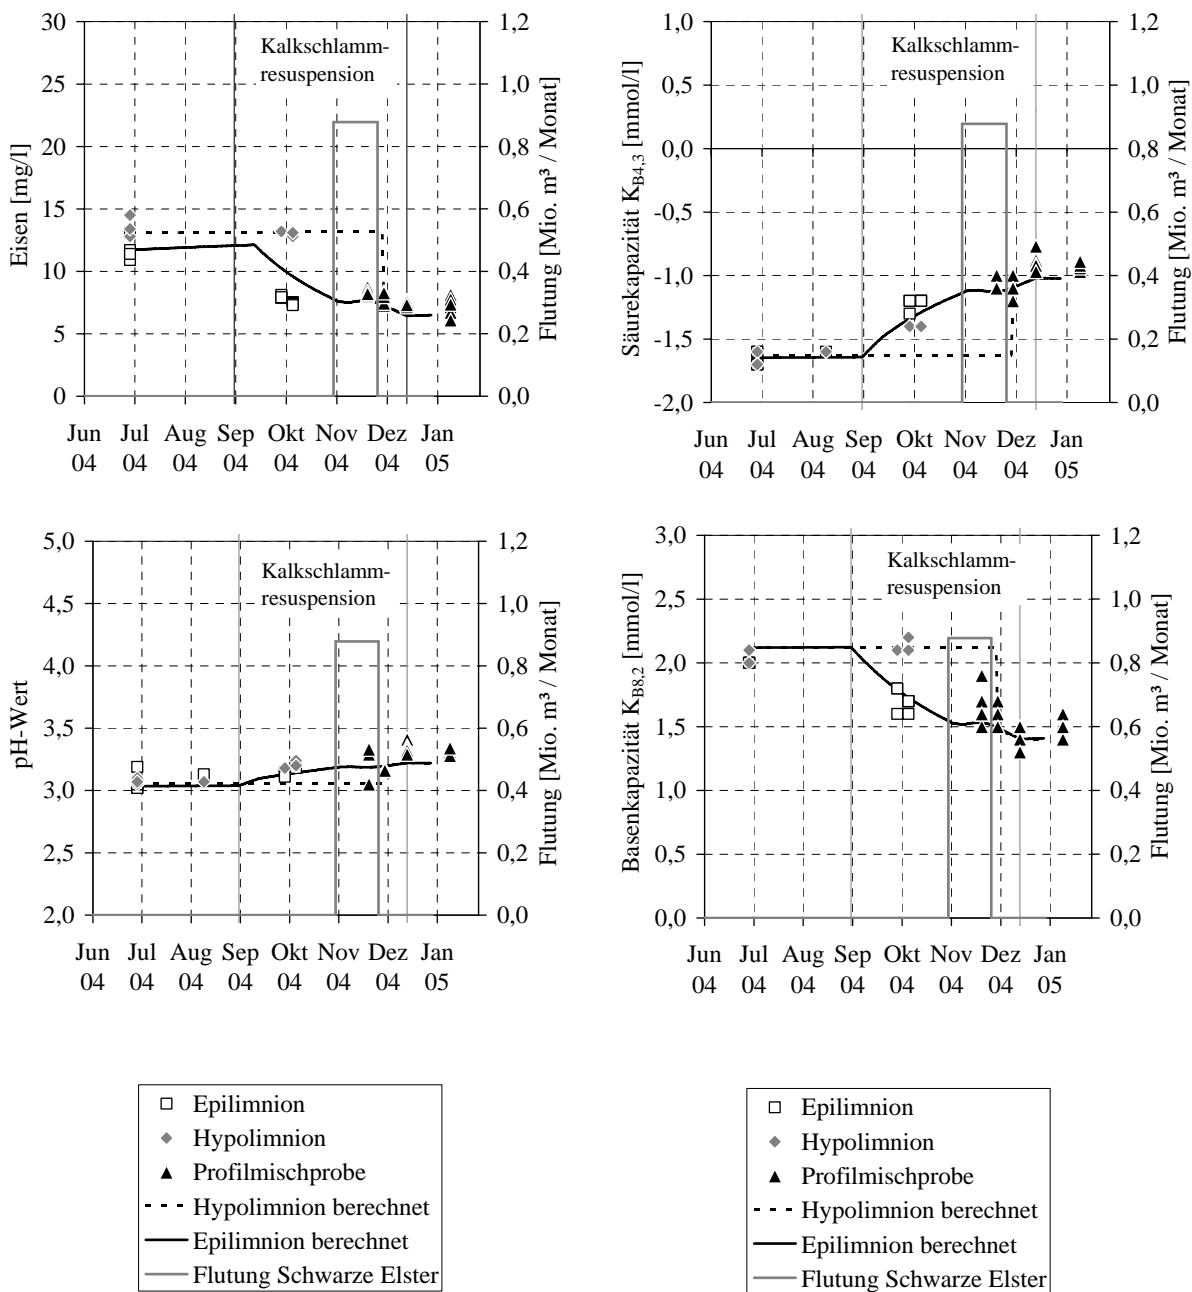 30
25
20
15
10
5
0
Eisen [mg/l]
Kalkschlamm-
resuspension
1,2
1,0
0,8
0,6
0,4
0,2
0,0
Flutung [Mio. m³ / Monat]
Jun Jul Aug Sep Okt Nov Dez Jan
04 04 04 04 04 04 04 05
1,0
0,5
0,0
-0,5
-1,0
-1,5
-2,0
Säurekapazität KB4,3 [mmol/l]
Kalkschlamm-
resuspension
1,2
1,0
0,8
0,6
0,4
0,2
0,0
Flutung [Mio. m³ / Monat]
Jun Jul Aug Sep Okt Nov Dez Jan
04 04 04 04 04 04 04 05
5,0
4,5
4,0
3,5
3,0
2,5
2,0
pH-Wert
Kalkschlamm-
resuspension
1,2
1,0
0,8
0,6
0,4
0,2
0,0
Flutung [Mio. m³ / Monat]
Jun Jul Aug Sep Okt Nov Dez Jan
04 04 04 04 04 04 04 05
3,0
2,5
2,0
1,5
1,0
0,5
0,0
Basenkapazität KB8,2 [mmol/l]
Kalkschlamm-
resuspension
1,2
1,0
0,8
0,6
0,4
0,2
0,0
Flutung [Mio. m³ / Monat]
Jun Jul Aug Sep Okt Nov Dez Jan
04 04 04 04 04 04 04 05
Epilimnion
Hypolimnion
Profilmischprobe
Hypolimnion berechnet
Epilimnion berechnet
Flutung Schwarze Elster
Epilimnion
Hypolimnion
Profilmischprobe
Hypolimnion berechnet
Epilimnion berechnet
Flutung Schwarze Elster